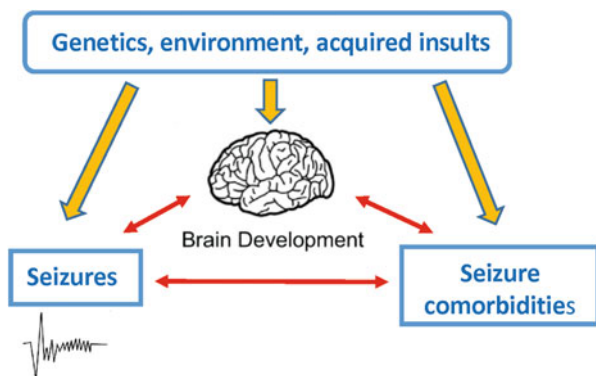 Genetics, environment, acquired insults
Brain Development
Seizures
Seizure
comorbidities